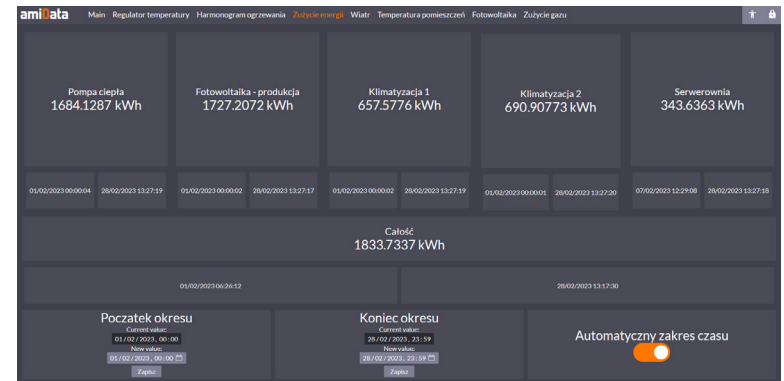 amiData Main Regulator temperatury Harmonogram ogrzewania Zużycie energii Wiatr Temperatura pomieszczeń Fotowoltaika Zużycie gazu
Pompa ciepła
1684.1287 kWh
Fotowoltaika - produkcja
1727.2072 kWh
Klimatyzacja 1
657.5776 kWh
Klimatyzacja 2
690.90773 kWh
Serwerownia
343.6363 kWh
01/02/2023 00:00:04 28/02/2023 13:27:19 01/02/2023 00:00:02 28/02/2023 13:27:17 01/02/2023 00:00:02 28/02/2023 13:27:19 01/02/2023 00:00:01 28/02/2023 13:27:20 07/02/2023 12:29:08 28/02/2023 13:27:18
Całość
1833.7337 kWh
01/02/2023 06:26:12 28/02/2023 13:17:30
Poczatek okresu
Current value:
01/02/2023, 00:00
New value:
01/02/2023, 00:00
Zapisz
Koniec okresu
Current value:
28/02/2023, 23:59
New value:
28/02/2023, 23:59
Zapisz
Automatyczny zakres czasu